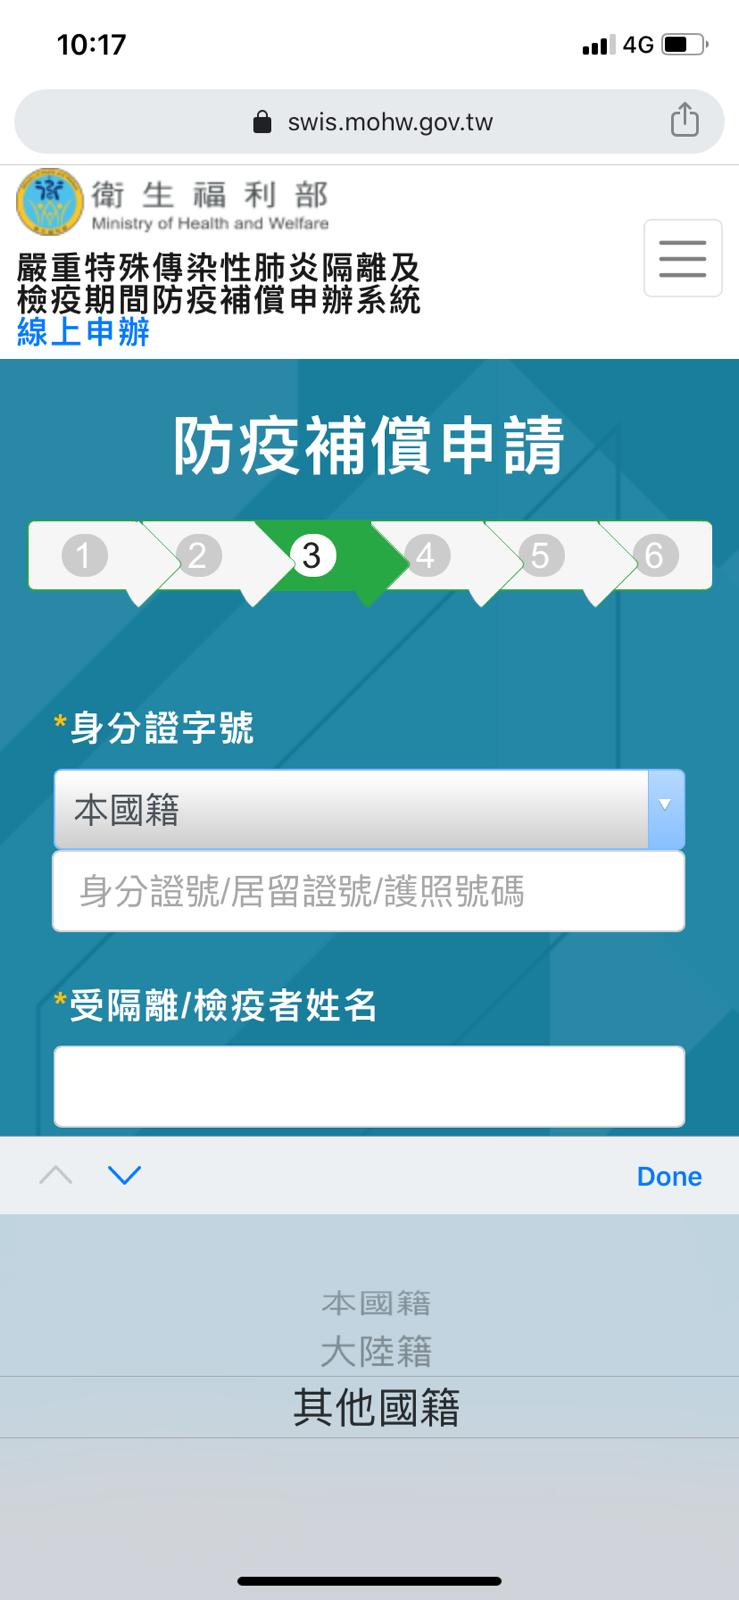 10:17
4G
swis.mohw.gov.tw
衛生福利部
Ministry of Health and Welfare
嚴重特殊傳染性肺炎隔離及
檢疫期間防疫補償申辦系統
線上申辦
防疫補償申請
1 2 3 4 5 6
*身分證字號
本國籍
身分證號/居留證號/護照號碼
*受隔離/檢疫者姓名
Done
本國籍
大陸籍
其他國籍